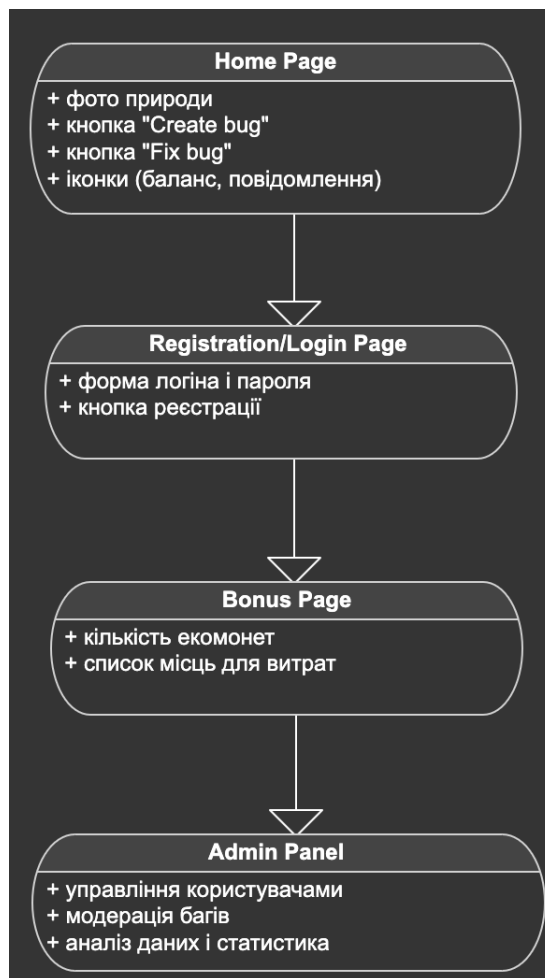 Home Page
+ фото природи
+ кнопка "Create bug"
+ кнопка "Fix bug"
+ іконки (баланс, повідомлення)
Registration/Login Page
+ форма логіна і пароля
+ кнопка реєстрації
Bonus Page
+ кількість екомонет
+ список місць для витрат
Admin Panel
+ управління користувачами
+ модерація багів
+ аналіз даних і статистика